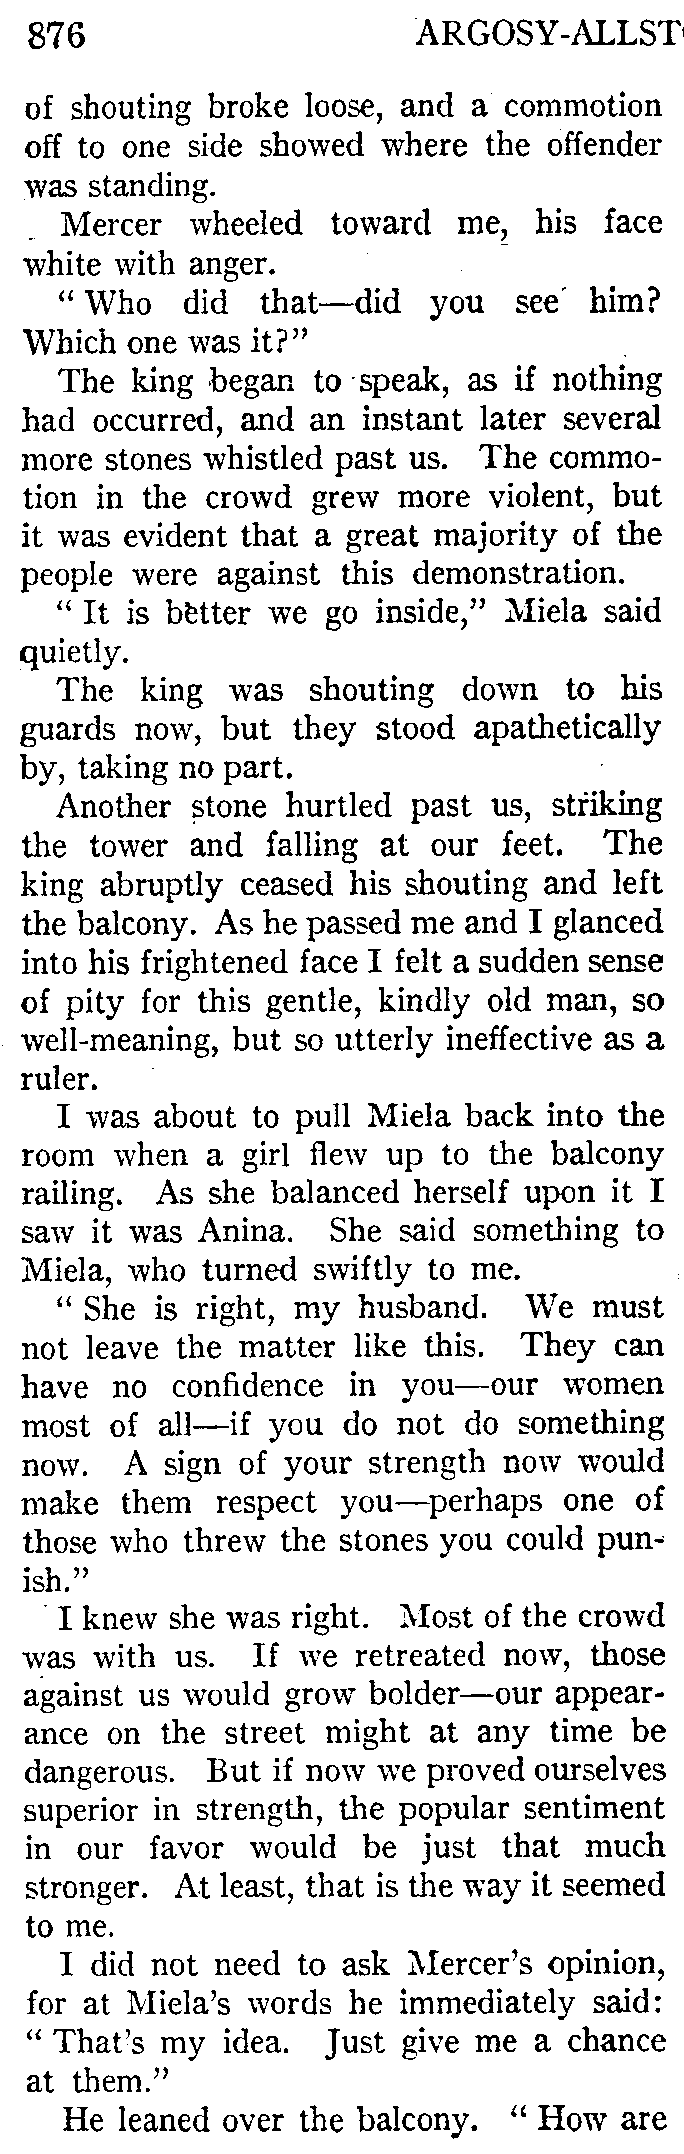 876 ARGOSY-ALLST
of shouting broke loose, and a commotion
off to one side showed where the offender
was standing.
Mercer wheeled toward me, his face
white with anger.
“ Who did that—did you see him?
Which one was it?”
The king began to speak, as if nothing
had occurred, and an instant later several
more stones whistled past us. The commo-
tion in the crowd grew more violent, but
it was evident that a great majority of the
people were against this demonstration.
“ It is better we go inside,” Miela said
quietly.
The king was shouting down to his
guards now, but they stood apathetically
by, taking no part.
Another stone hurtled past us, striking
the tower and falling at our feet. The
king abruptly ceased his shouting and left
the balcony. As he passed me and I glanced
into his frightened face I felt a sudden sense
of pity for this gentle, kindly old man, so
well-meaning, but so utterly ineffective as a
ruler.
I was about to pull Miela back into the
room when a girl flew up to the balcony
railing. As she balanced herself upon it I
saw it was Anina. She said something to
Miela, who turned swiftly to me.
“ She is right, my husband. We must
not leave the matter like this. They can
have no confidence in you—our women
most of all—if you do not do something
now. A sign of your strength now would
make them respect you—perhaps one of
those who threw the stones you could pun-
ish.”
I knew she was right. Most of the crowd
was with us. If we retreated now, those
against us would grow bolder—our appear-
ance on the street might at any time be
dangerous. But if now we proved ourselves
superior in strength, the popular sentiment
in our favor would be just that much
stronger. At least, that is the way it seemed
to me.
I did not need to ask Mercer’s opinion,
for at Miela’s words he immediately said:
“ That’s my idea. Just give me a chance
at them.”
He leaned over the balcony. “ How are